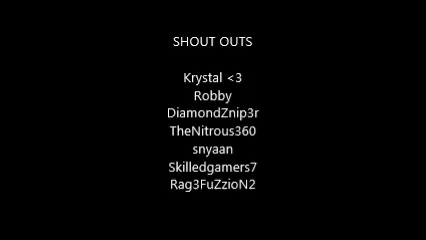 SHOUT OUTS
Krystal <3
Robby
DiamondZnip3r
TheNitrous360
snyaan
Skilledgamers7
Rag3FuZzioN2